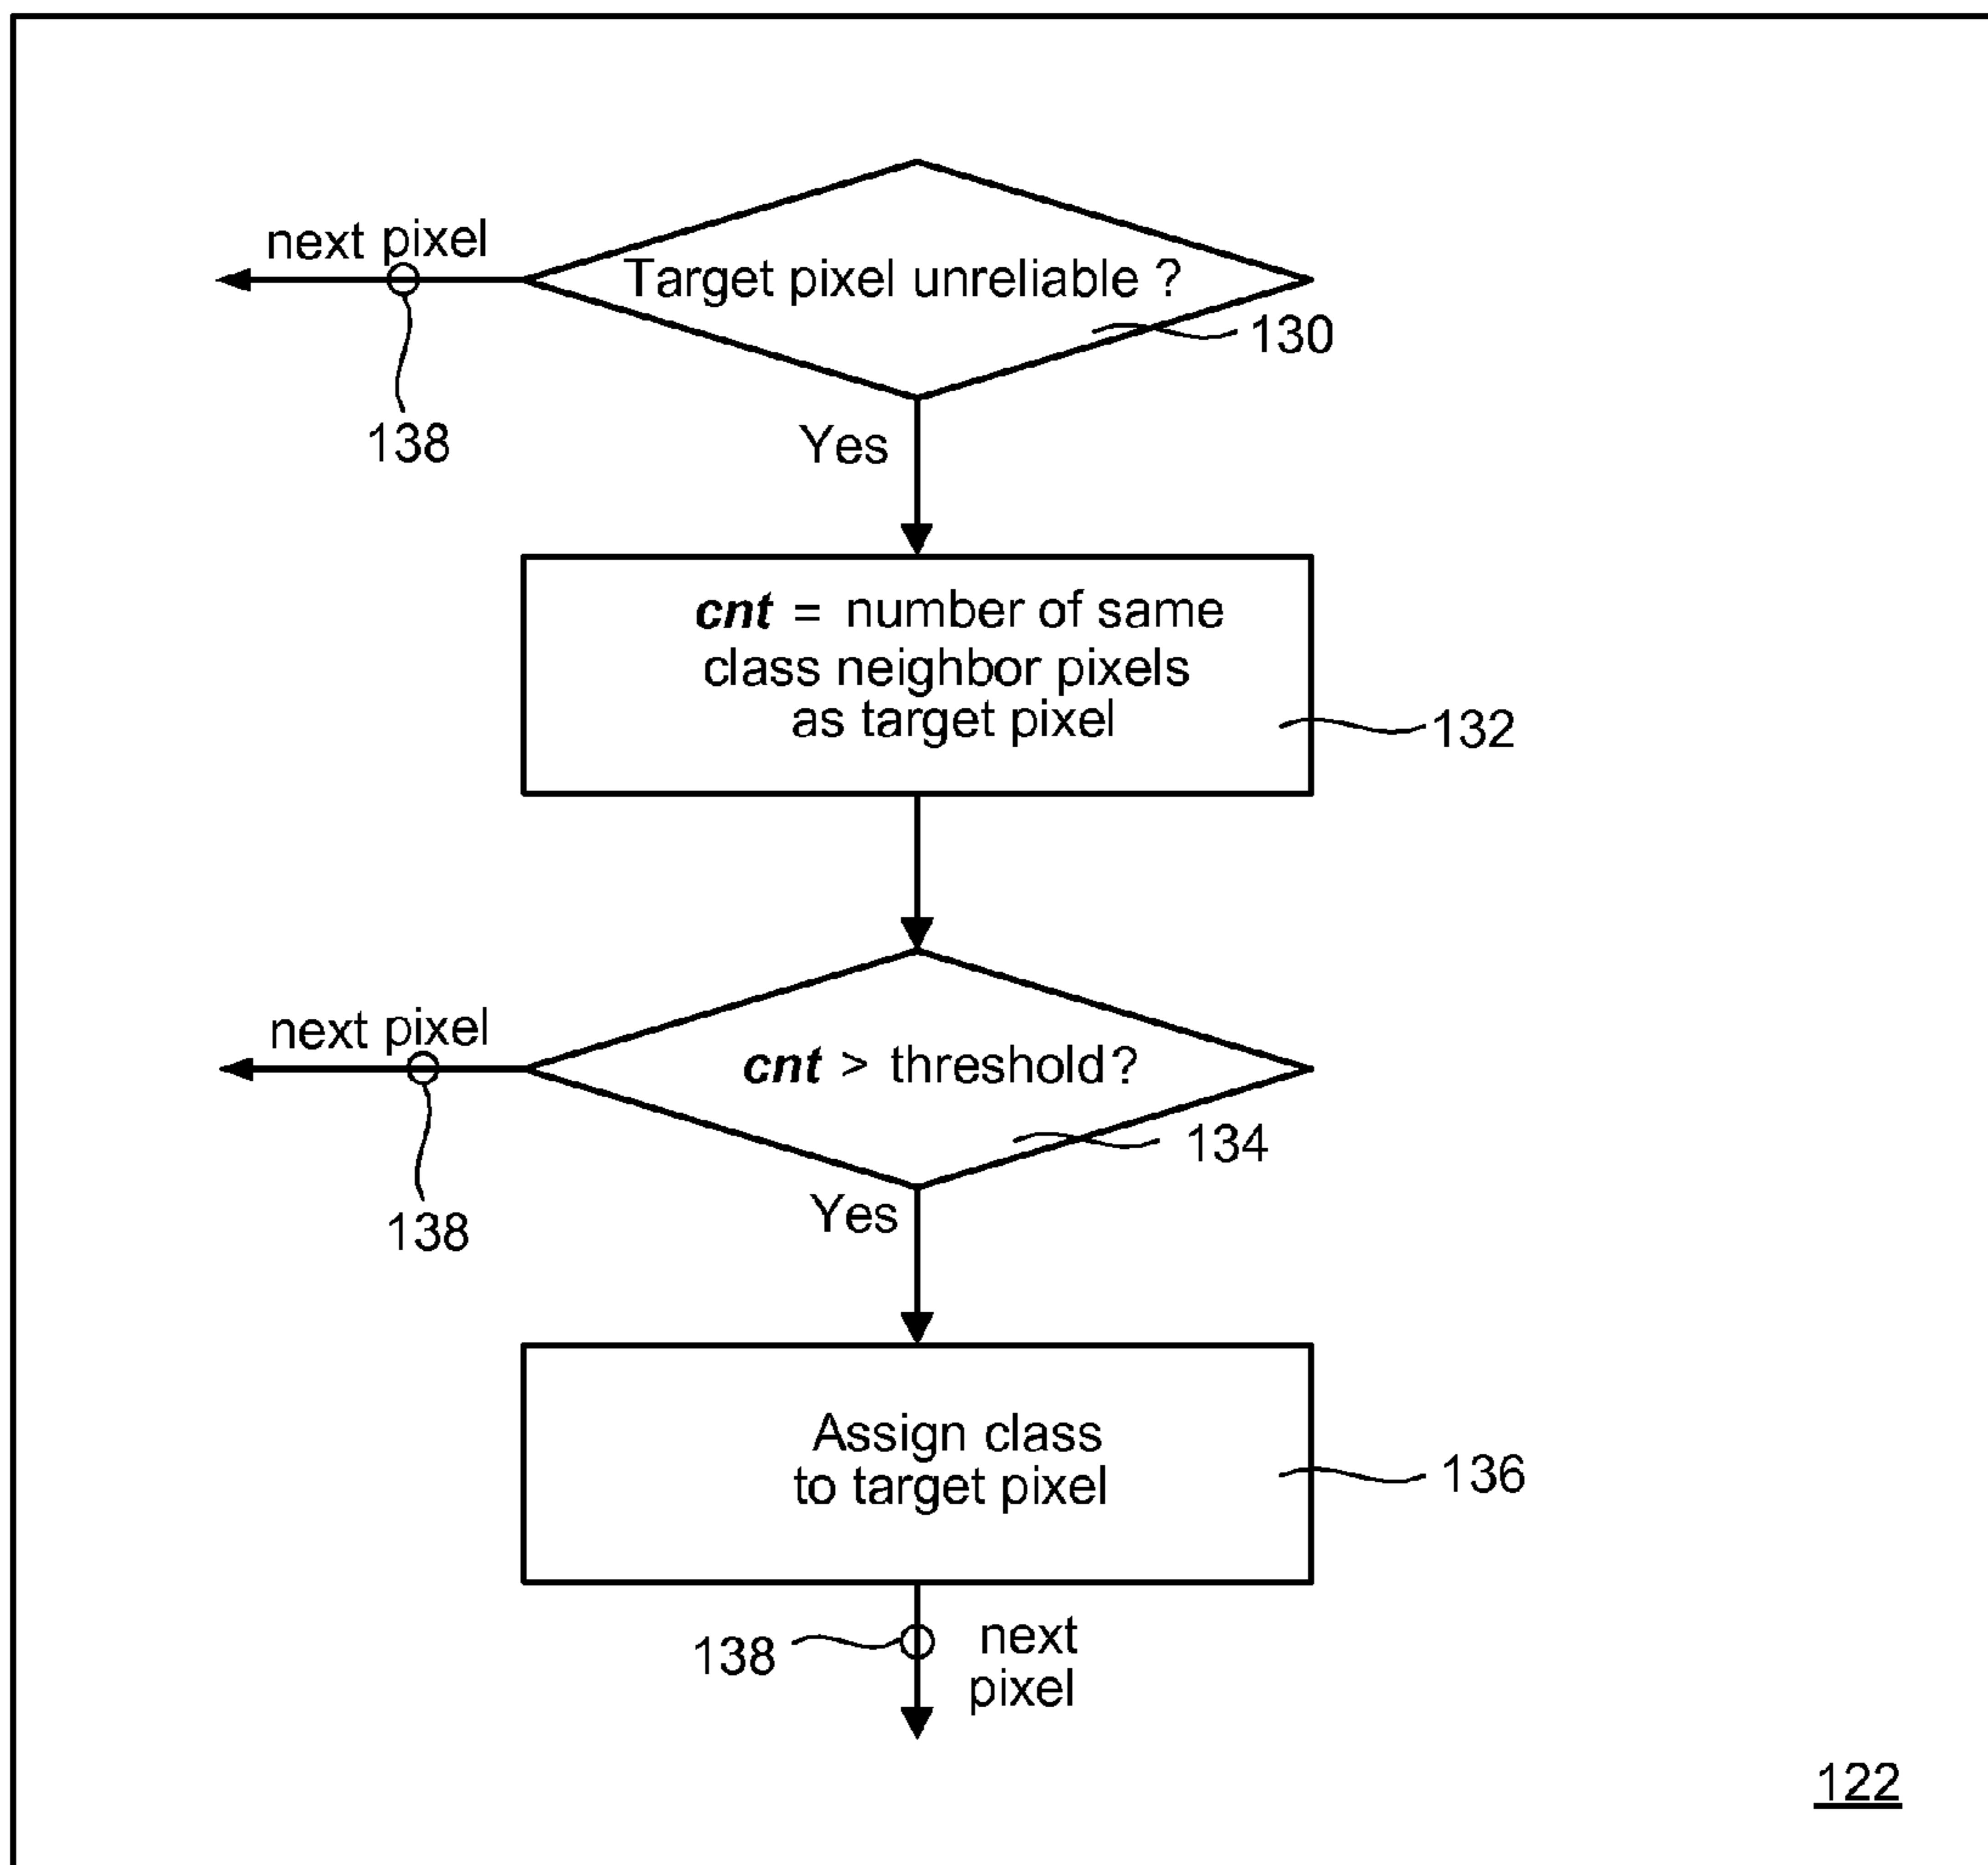 next pixel
Target pixel unreliable ?
130
138
Yes
cnt = number of same
class neighbor pixels
as target pixel
132
next pixel
cnt > threshold?
134
138
Yes
Assign class
to target pixel
136
138
next
pixel
122